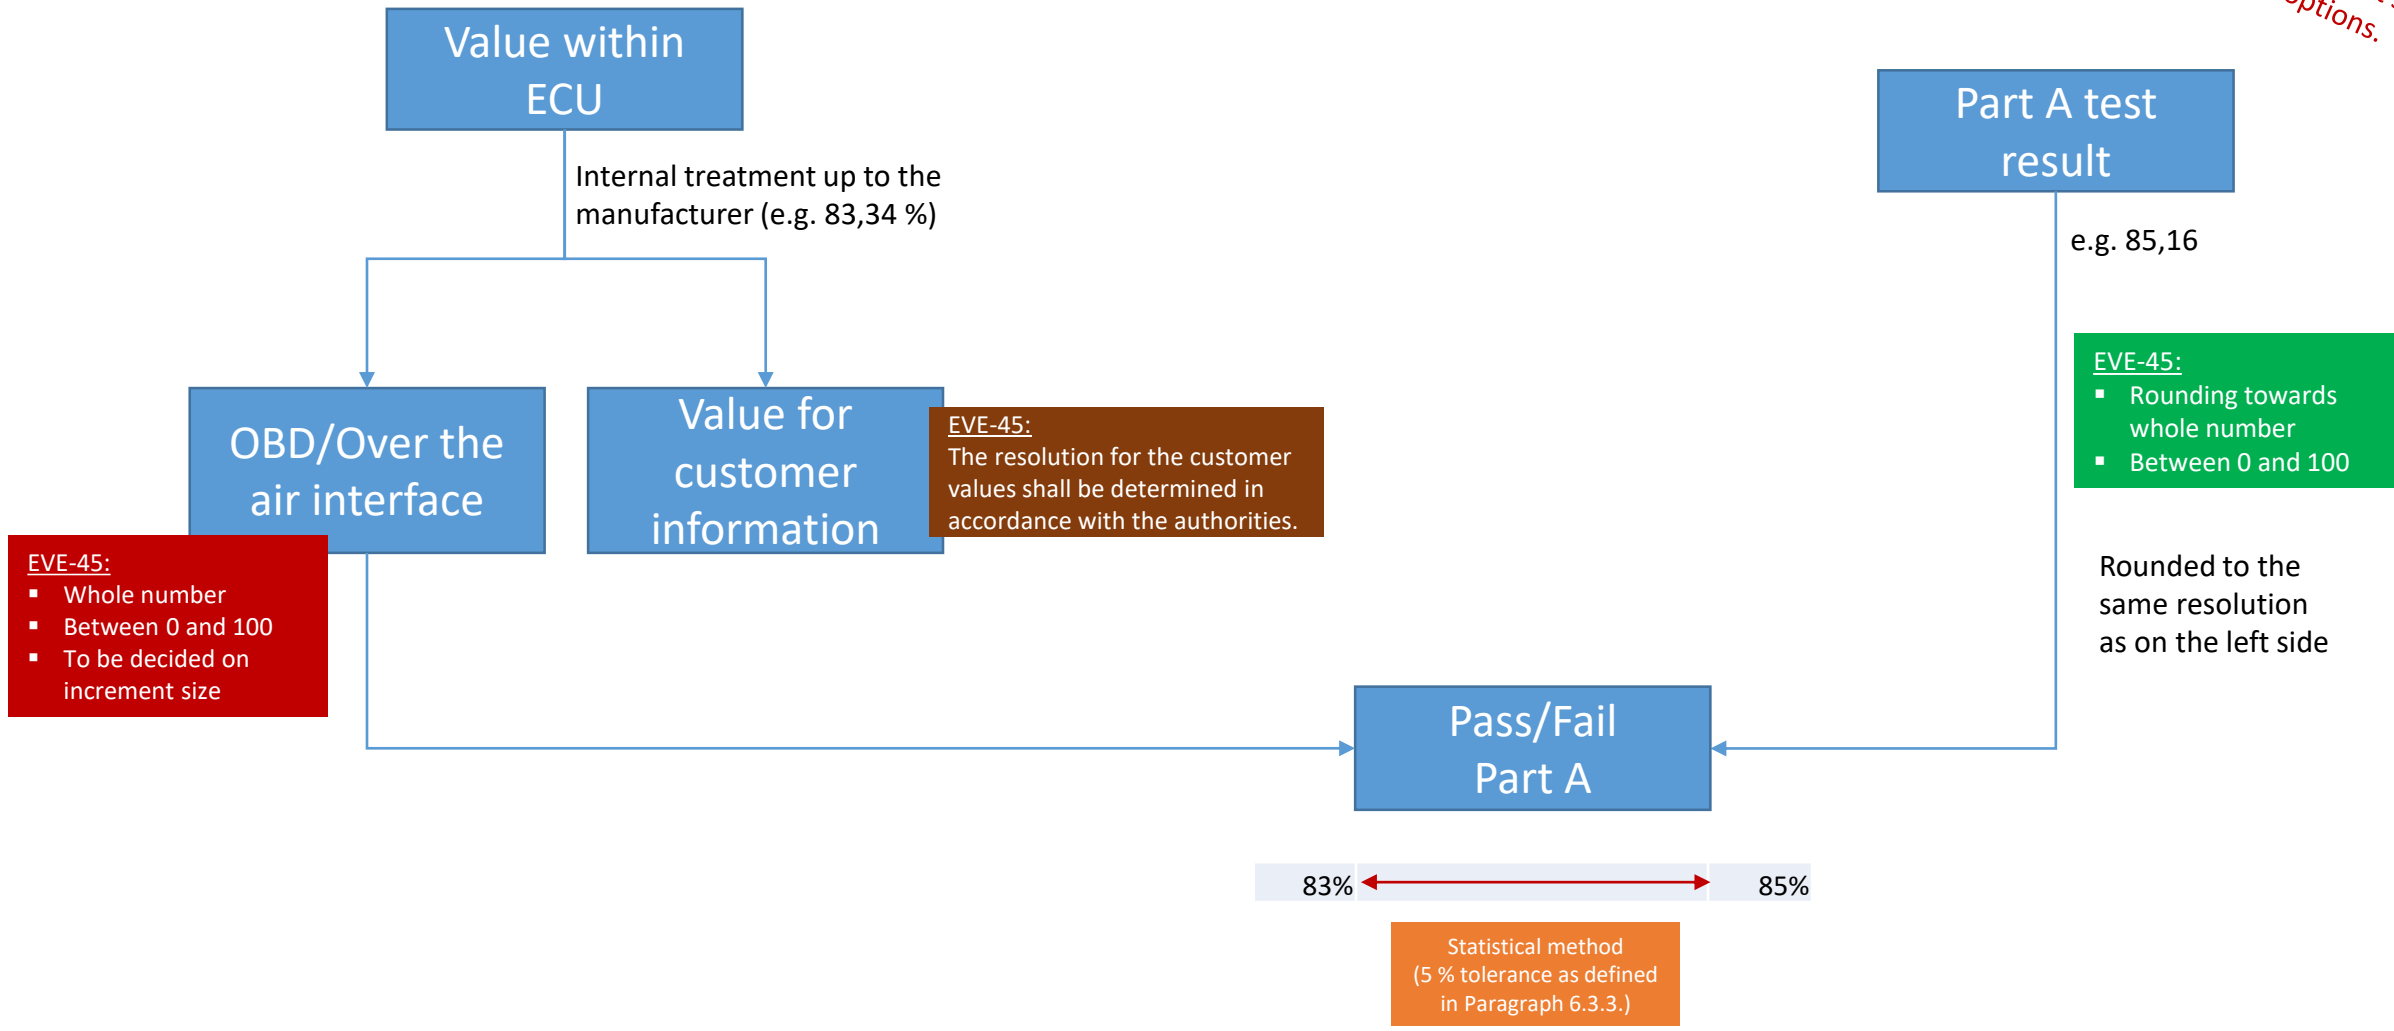 options.
Value within
ECU
Part A test
result
Internal treatment up to the
manufacturer (e.g. 83,34 %)
e.g. 85,16
EVE-45:
▪ Rounding towards
whole number
▪ Between 0 and 100
OBD/Over the
air interface
Value for
customer
information
EVE-45:
The resolution for the customer
values shall be determined in
accordance with the authorities.
EVE-45:
▪ Whole number
▪ Between 0 and 100
▪ To be decided on
increment size
Rounded to the
same resolution
as on the left side
Pass/Fail
Part A
83%
85%
Statistical method
(5 % tolerance as defined
in Paragraph 6.3.3.)